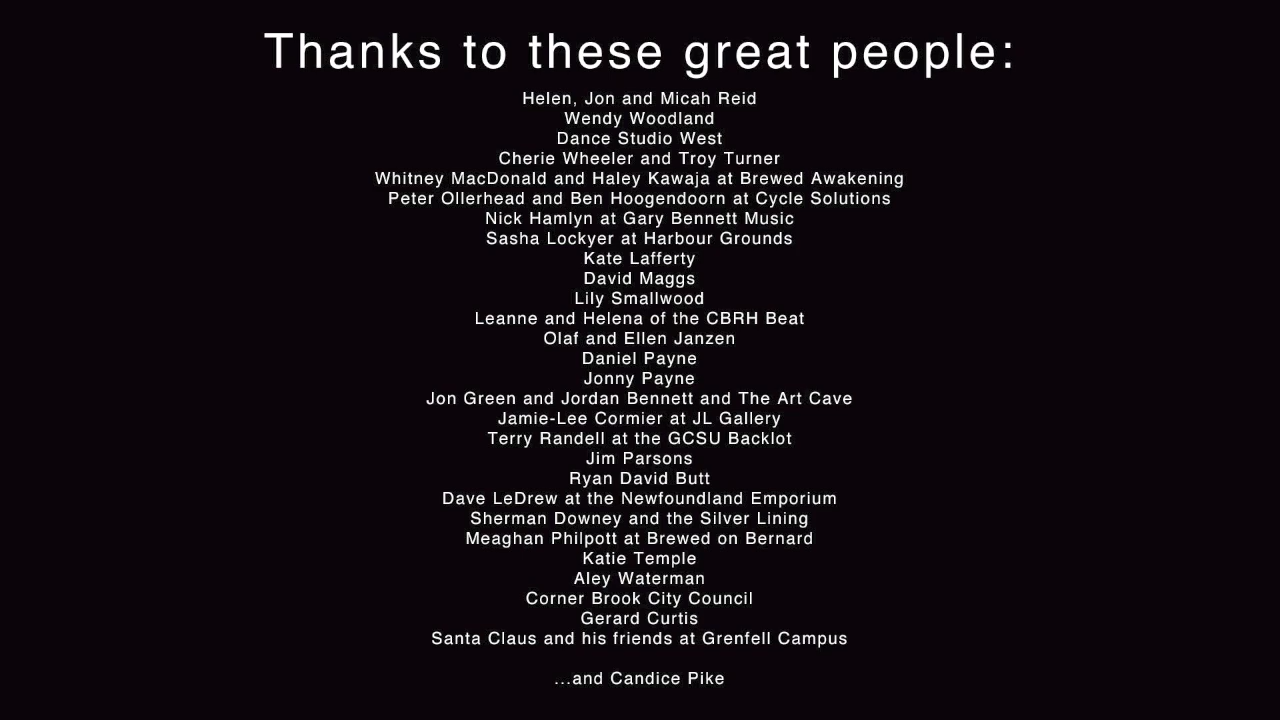 Thanks to these great people:
Helen, Jon and Micah Reid
Wendy Woodland
Dance Studio West
Cherie Wheeler and Troy Turner
Whitney MacDonald and Haley Kawaja at Brewed Awakening
Peter Ollerhead and Ben Hoogendoorn at Cycle Solutions
Nick Hamlyn at Gary Bennett Music
Sasha Lockyer at Harbour Grounds
Kate Lafferty
David Maggs
Lily Smallwood
Leanne and Helena of the CBRH Beat
Olaf and Ellen Janzen
Daniel Payne
Jonny Payne
Jon Green and Jordan Bennett and The Art Cave
Jamie-Lee Cormier at JL Gallery
Terry Randell at the GCSU Backlot
Jim Parsons
Ryan David Butt
Dave LeDrew at the Newfoundland Emporium
Sherman Downey and the Silver Lining
Meaghan Philpott at Brewed on Bernard
Katie Temple
Aley Waterman
Corner Brook City Council
Gerard Curtis
Santa Claus and his friends at Grenfell Campus
...and Candice Pike